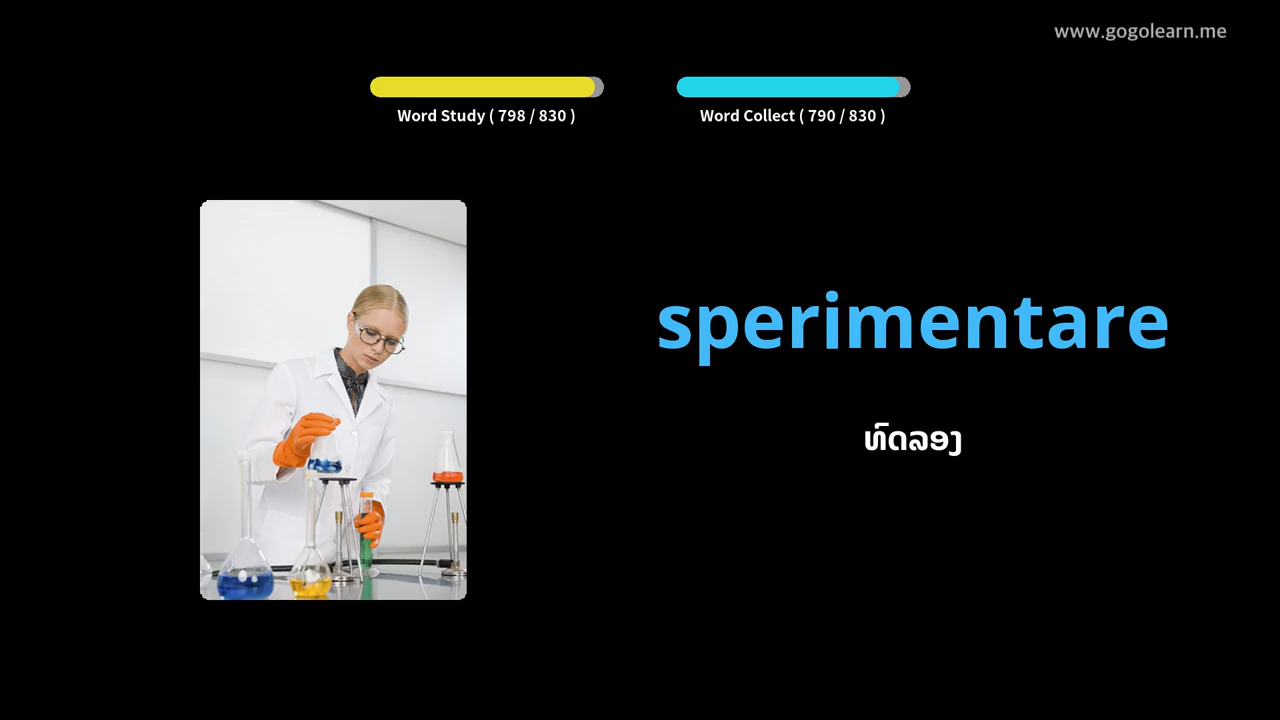 www.gogolearn.me
Word Study ( 798 / 830 )
Word Collect ( 790 / 830 )
sperimentare
ທົດລອງ